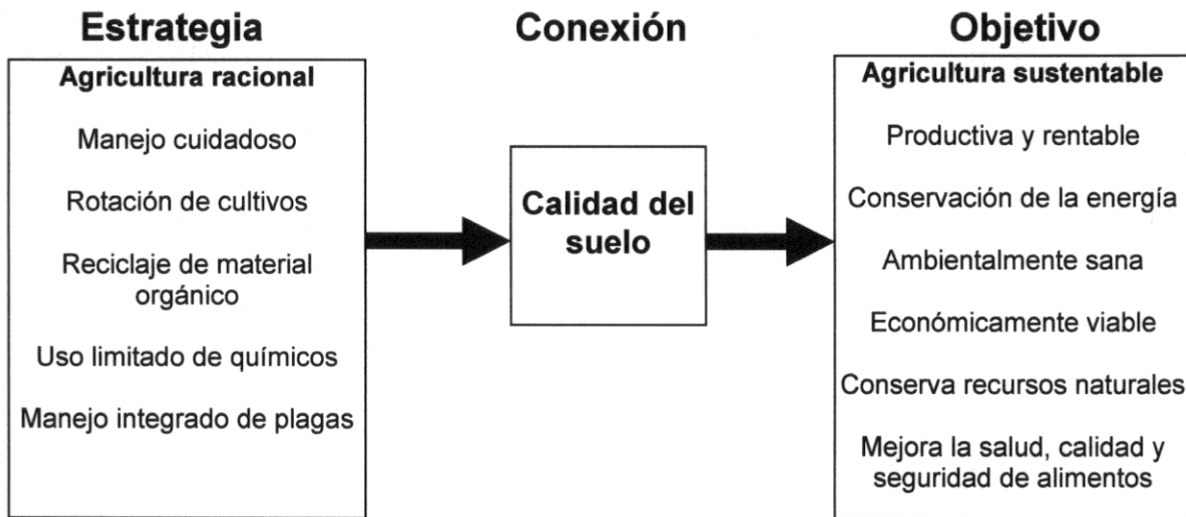 Estrategia
Agricultura racional
Manejo cuidadoso
Rotación de cultivos
Reciclaje de material
orgánico
Uso limitado de químicos
Manejo integrado de plagas
Conexión
Calidad del
suelo
Objetivo
Agricultura sustentable
Productiva y rentable
Conservación de la energía
Ambientalmente sana
Económicamente viable
Conserva recursos naturales
Mejora la salud, calidad y
seguridad de alimentos